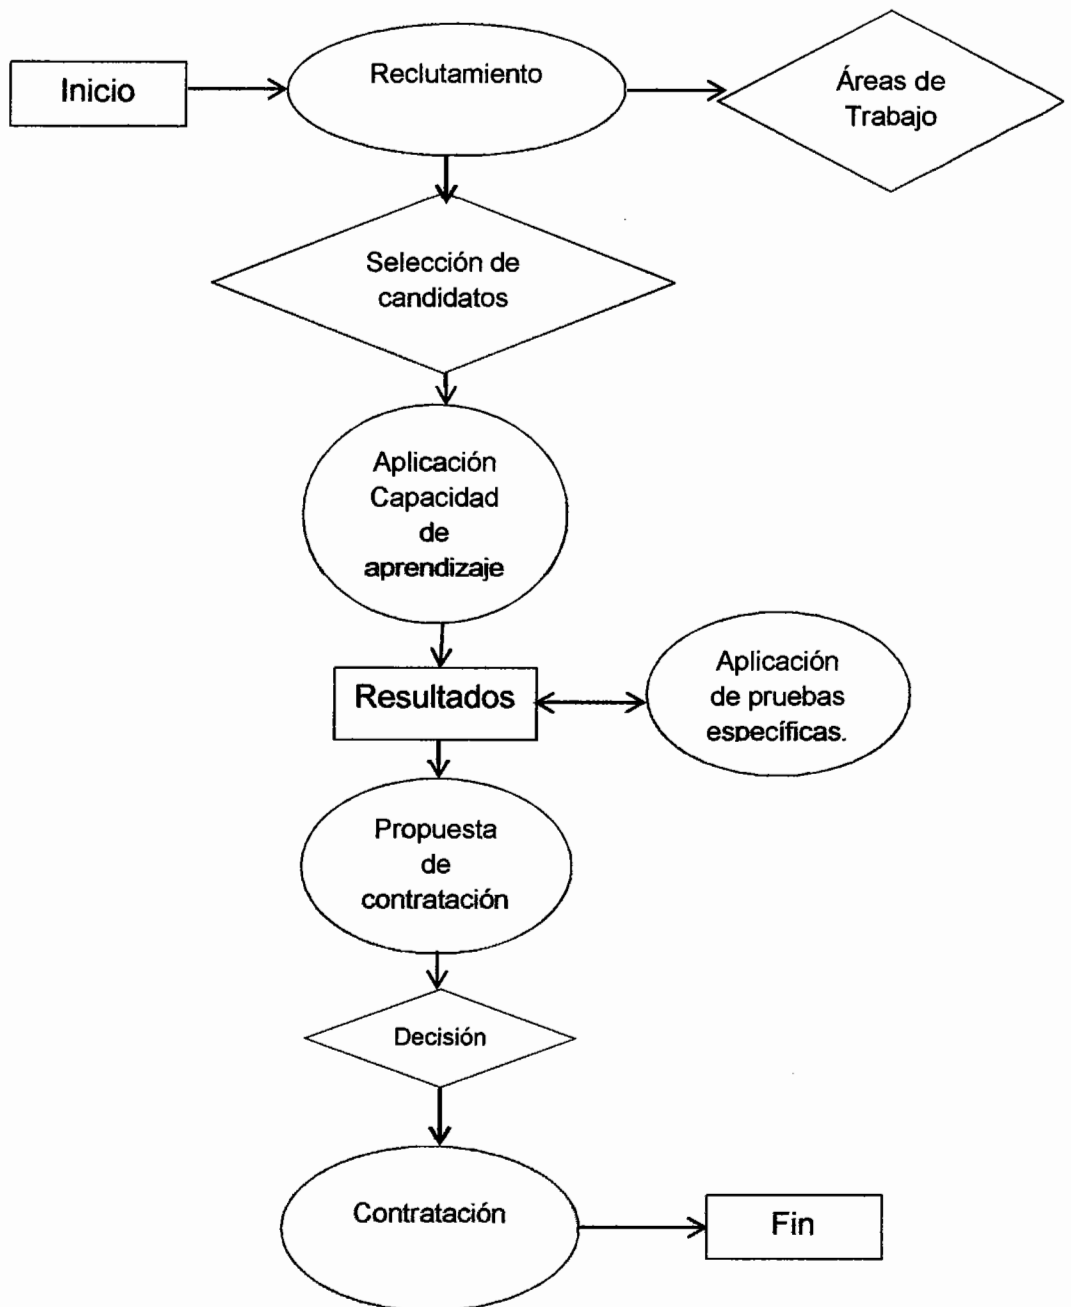 Inicio
Reclutamiento
Áreas de
Trabajo
Selección de
candidatos
Aplicación
Capacidad
de
aprendizaje
Resultados
Aplicación
de pruebas
específicas.
Propuesta
de
contratación
Decisión
Contratación
Fin